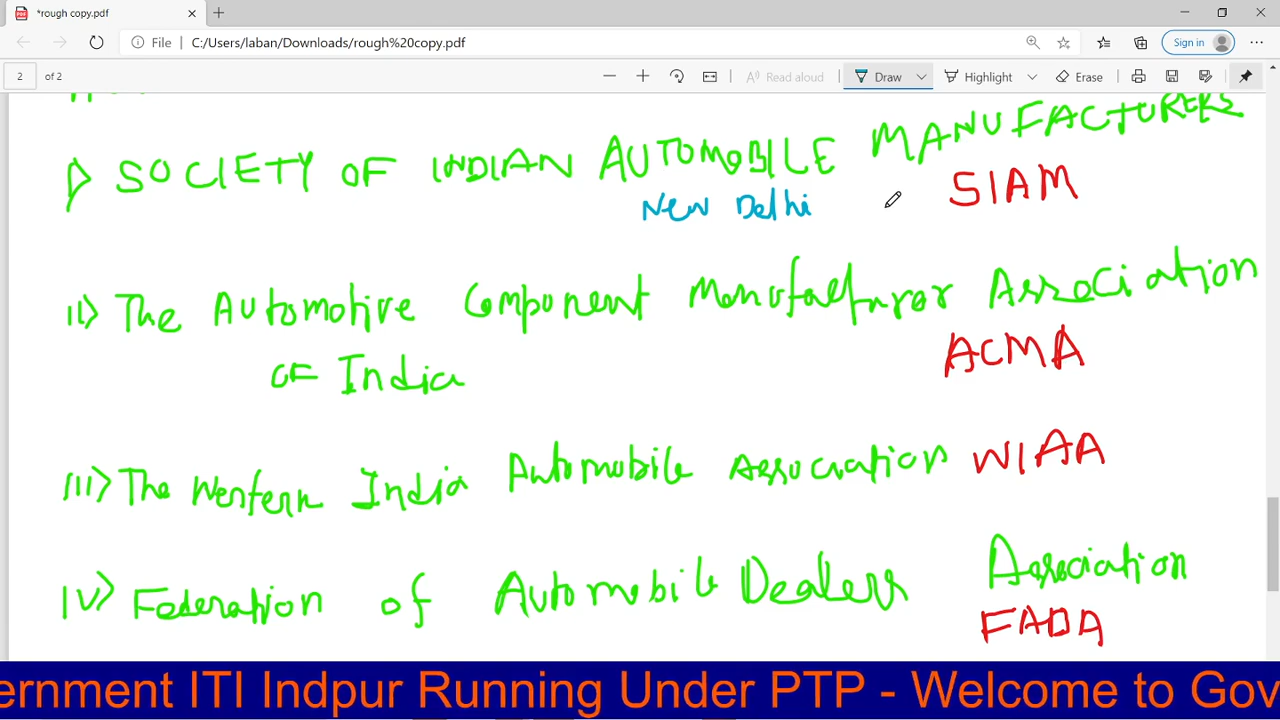 *rough copy.pdf
File C:/Users/laban/Downloads/rough%20copy.pdf Sign in
2 of 2 Read aloud Draw Highlight Erase
I) SOCIETY OF INDIAN AUTOMOBILE MANUFACTURERS
New Delhi SIAM
II) The Automotive Component Manufacturer Association
OF India ACMA
III) The Western India Automobile Association WIAA
IV) Federation of Automobile Dealers Association
FADA
ernment ITI Indpur Running Under PTP - Welcome to Gov